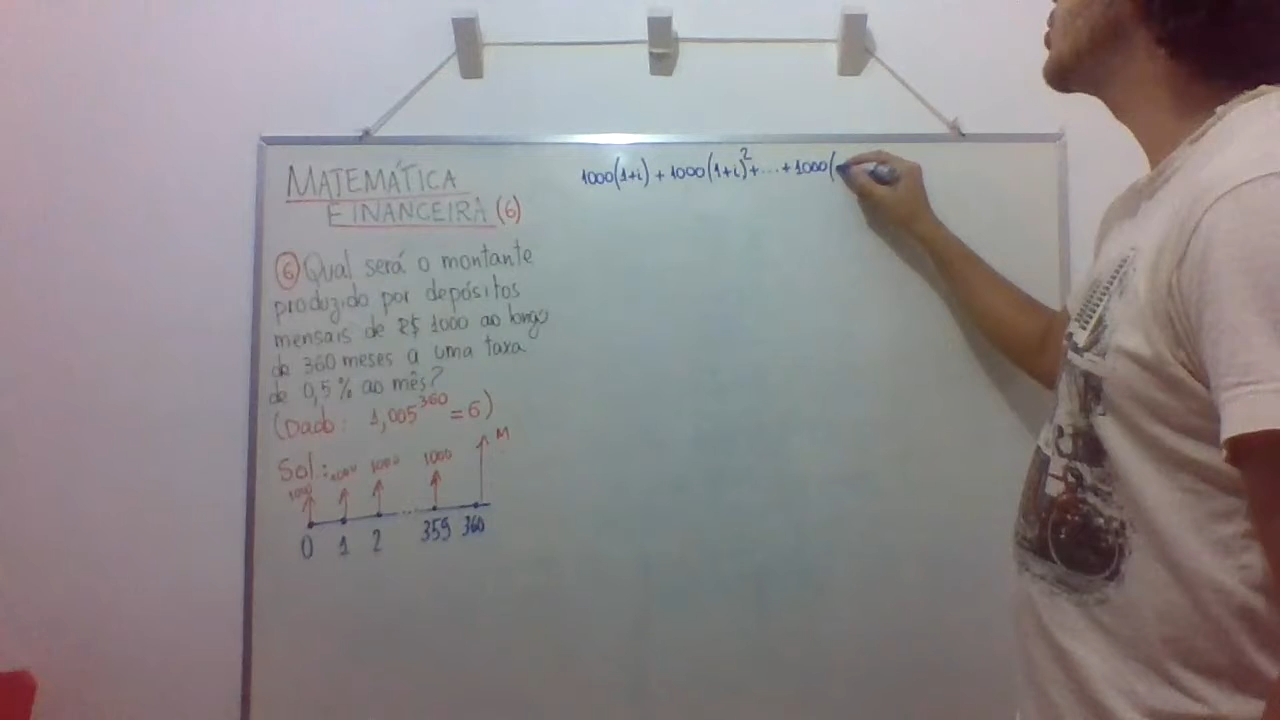 MATEMÁTICA
FINANCEIRA (6)
6 Qual será o montante
produzido por depósitos
mensais de R$ 1000 ao longo
de 360 meses a uma taxa
de 0,5% ao mês?
(Dado: 1,005^360 = 6)
Sol.:
1000 1000 1000 1000 M
0 1 2 ... 359 360
1000(1+i) + 1000(1+i)^2 + ... + 1000(